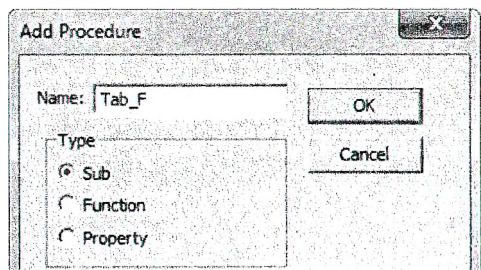 Add Procedure
Name: Tab_F
OK
Type
Cancel
Sub
Function
Property